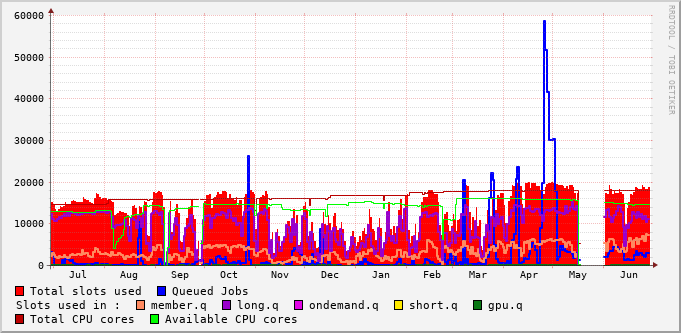 60000
50000
40000
30000
20000
10000
0
Jul Aug Sep Oct Nov Dec Jan Feb Mar Apr May Jun
RRDTOOL / TOBI OETIKER
Total slots used Queued Jobs
Slots used in : member.q long.q ondemand.q short.q gpu.q
Total CPU cores Available CPU cores